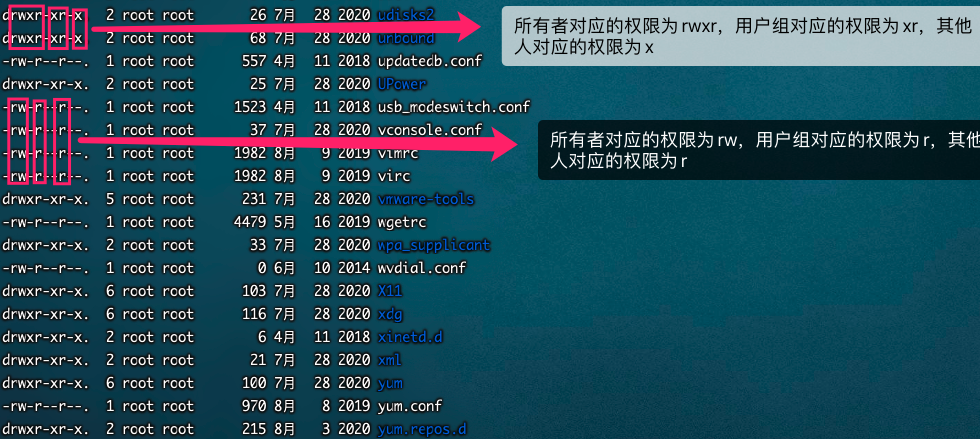 drwxr-xr-x. 2 root root 26 7月 28 2020 udisks2
drwxr-xr-x. 2 root root 68 7月 28 2020 unbound
-rw-r--r--. 1 root root 557 4月 11 2018 updatedb.conf
drwxr-xr-x. 2 root root 25 7月 28 2020 UPower
-rw-r--r--. 1 root root 1523 4月 11 2018 usb_modeswitch.conf
-rw-r--r--. 1 root root 37 7月 28 2020 vconsole.conf
-rw-r--r--. 1 root root 1982 8月 9 2019 vimrc
-rw-r--r--. 1 root root 1982 8月 9 2019 virc
drwxr-xr-x. 5 root root 231 7月 28 2020 vmware-tools
-rw-r--r--. 1 root root 4479 5月 16 2019 wgetrc
drwxr-xr-x. 2 root root 33 7月 28 2020 wpa_supplicant
-rw-r--r--. 1 root root 0 6月 10 2014 wvdial.conf
drwxr-xr-x. 6 root root 103 7月 28 2020 X11
drwxr-xr-x. 6 root root 116 7月 28 2020 xdg
drwxr-xr-x. 2 root root 6 4月 11 2018 xinetd.d
drwxr-xr-x. 2 root root 21 7月 28 2020 xml
drwxr-xr-x. 6 root root 100 7月 28 2020 yum
-rw-r--r--. 1 root root 970 8月 8 2019 yum.conf
drwxr-xr-x. 2 root root 215 8月 3 2020 yum.repos.d
所有者对应的权限为rwxr，用户组对应的权限为xr，其他
人对应的权限为x
所有者对应的权限为rw，用户组对应的权限为r，其他
人对应的权限为r